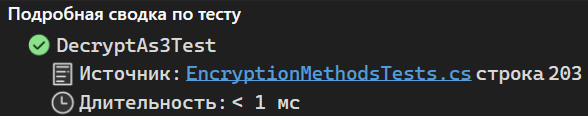 Подробная сводка по тесту
DecryptAs3Test
Источник: EncryptionMethodsTests.cs строка 203
Длительность: < 1 мс